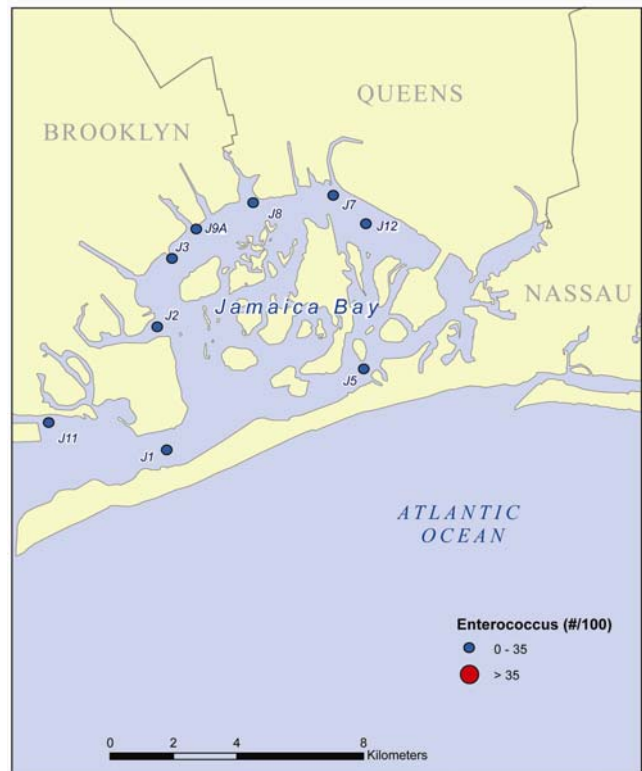 QUEENS
BROOKLYN
J7
J8
J12
J9A
J3
NASSAU
Jamaica Bay
J2
J5
J11
J1
ATLANTIC
OCEAN
Enterococcus (#/100)
0 - 35
> 35
0 2 4 8
Kilometers